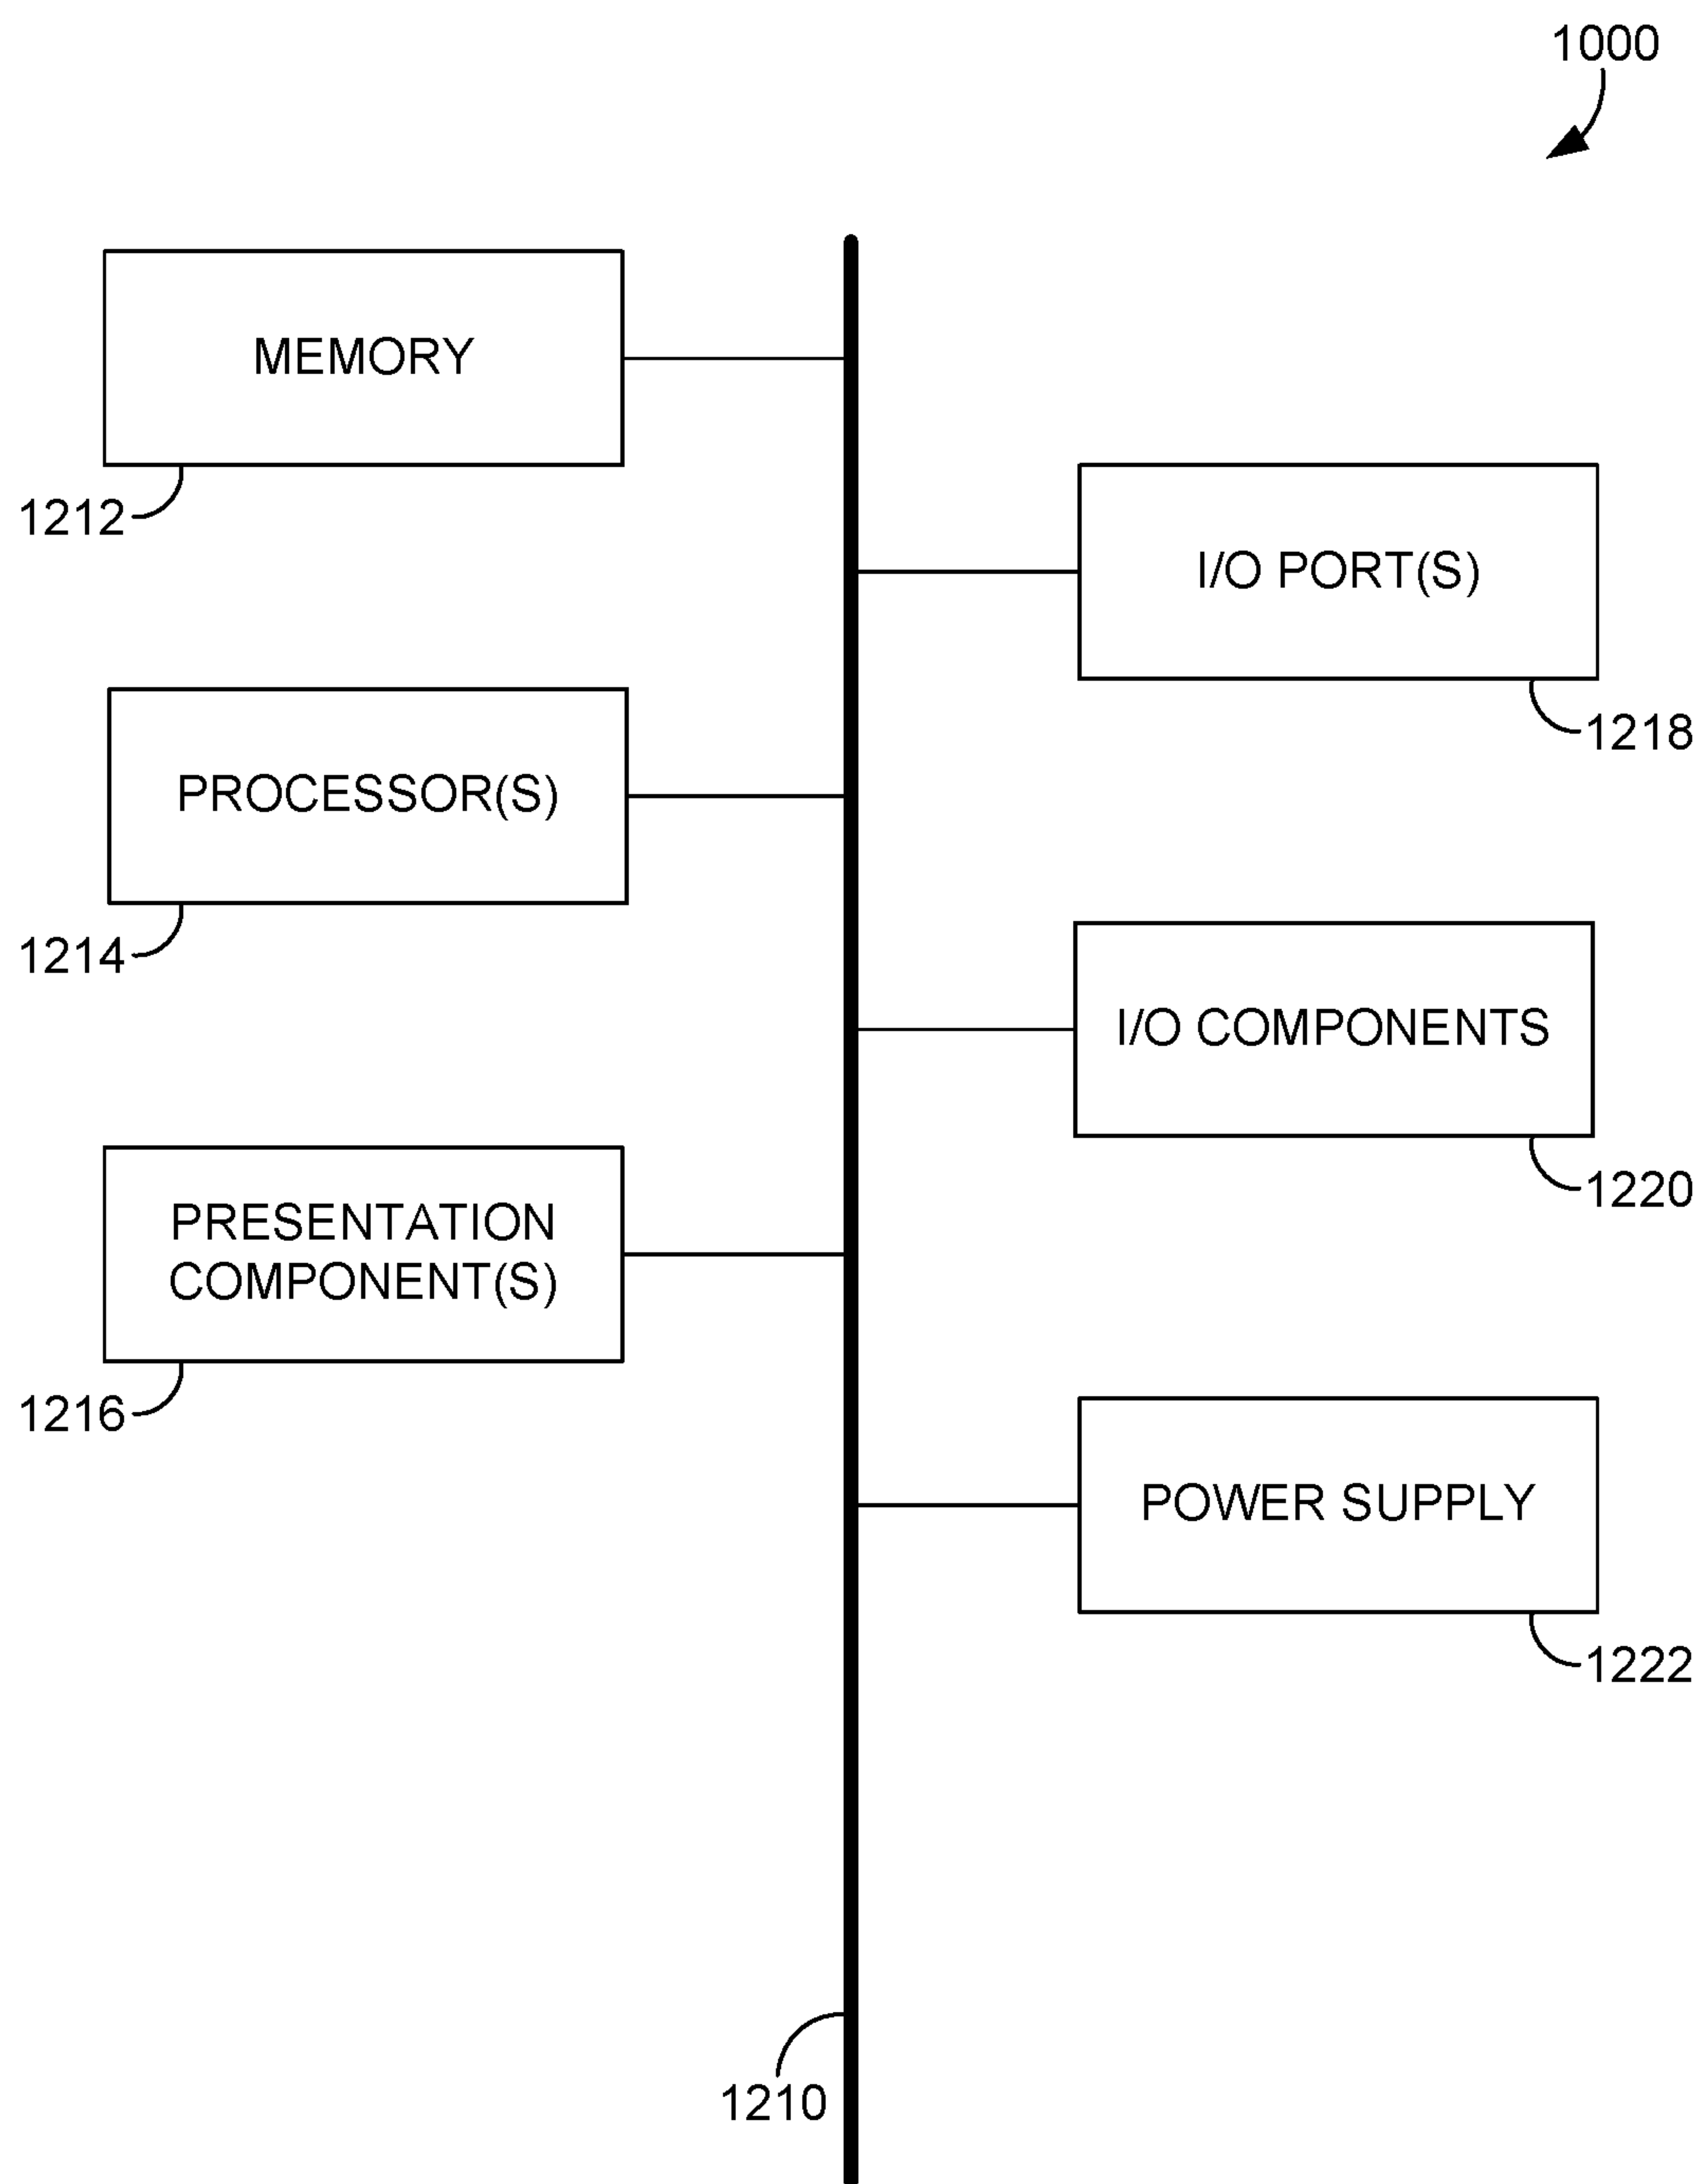 1000
MEMORY
1212
I/O PORT(S)
1218
PROCESSOR(S)
1214
I/O COMPONENTS
1220
PRESENTATION
COMPONENT(S)
1216
POWER SUPPLY
1222
1210